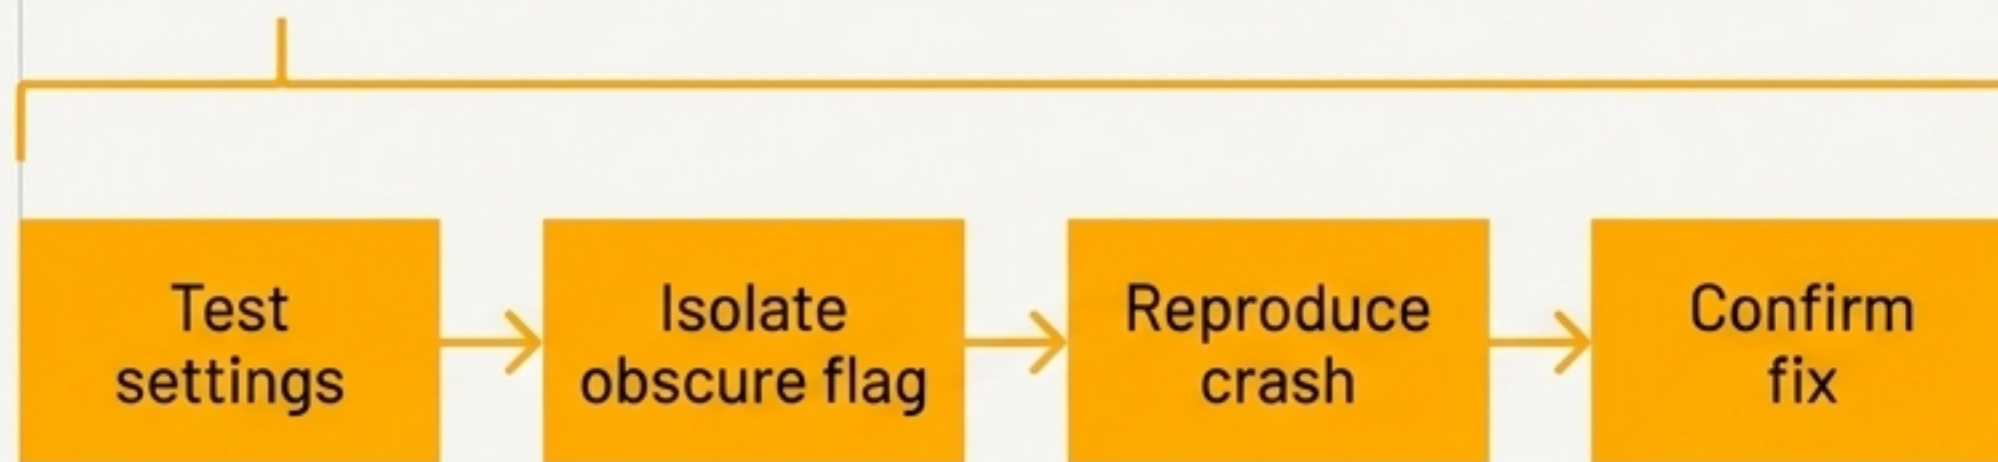 Test
settings
Isolate
obscure flag
Reproduce
crash
Confirm
fix